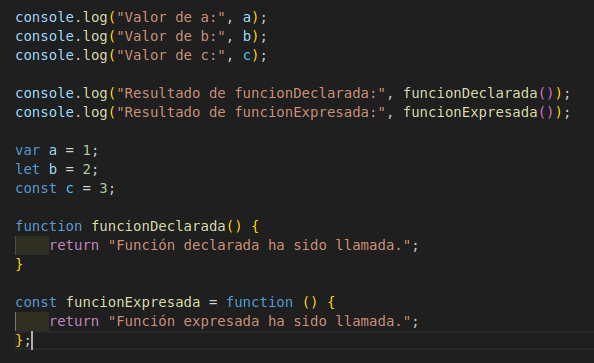 console.log("Valor de a:", a);
console.log("Valor de b:", b);
console.log("Valor de c:", c);
console.log("Resultado de funcionDeclarada:", funcionDeclarada());
console.log("Resultado de funcionExpresada:", funcionExpresada());
var a = 1;
let b = 2;
const c = 3;
function funcionDeclarada() {
    return "Función declarada ha sido llamada.";
}
const funcionExpresada = function () {
    return "Función expresada ha sido llamada.";
};